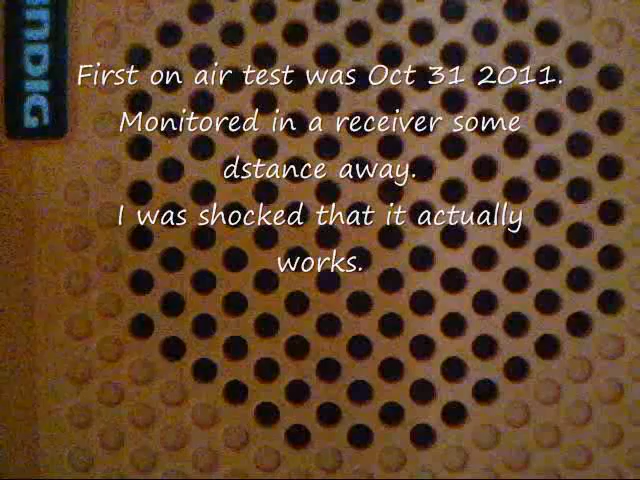 NDIG
First on air test was Oct 31 2011.
Monitored in a receiver some
dstance away.
I was shocked that it actually
works.